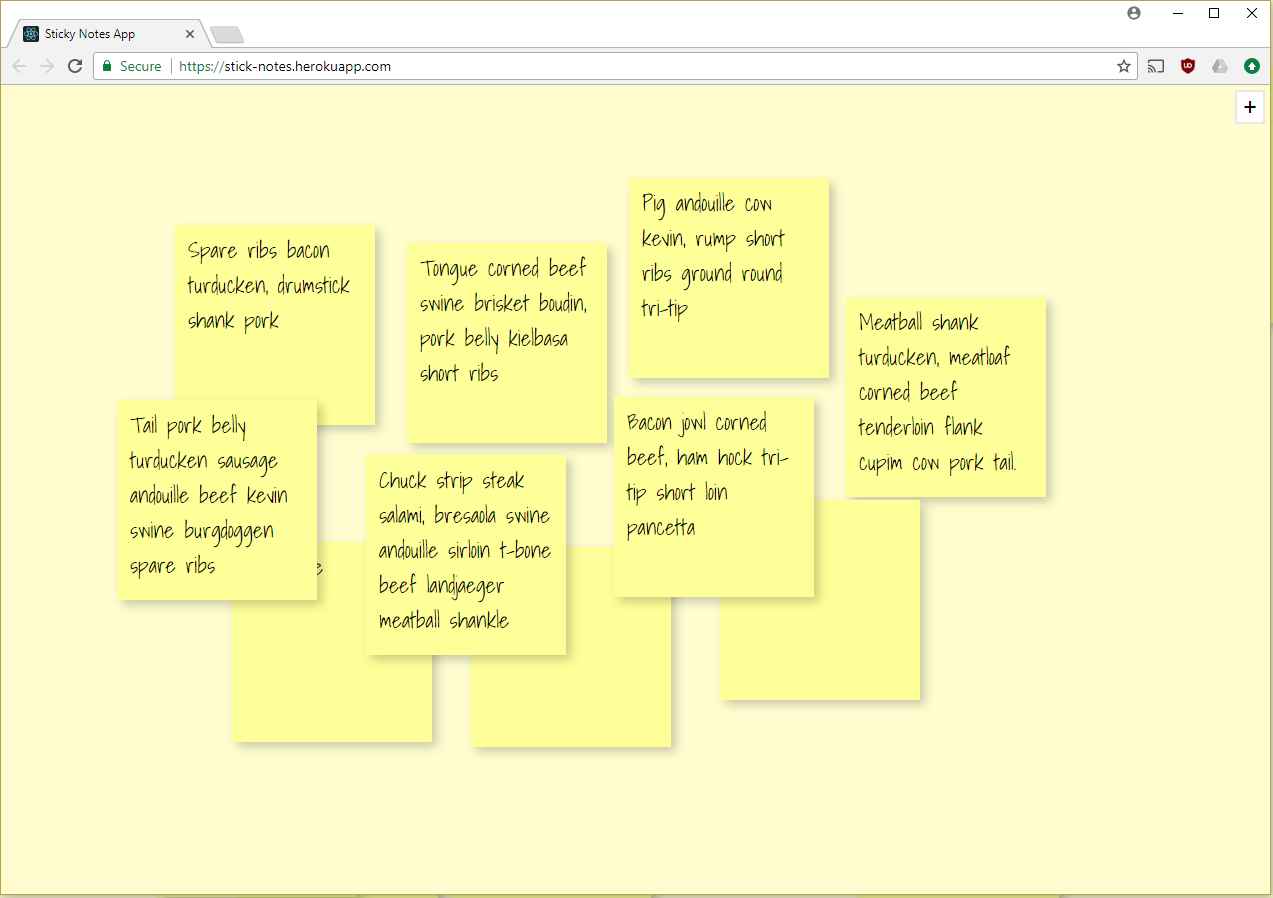 Sticky Notes App
Secure
https://stick-notes.herokuapp.com
+
Spare ribs bacon
turducken, drumstick
shank pork
Tongue corned beef
swine brisket boudin,
pork belly kielbasa
short ribs
Pig andouille cow
kevin, rump short
ribs ground round
tri-tip
Meatball shank
turducken, meatloaf
corned beef
tenderloin flank
cupim cow pork tail.
Tail pork belly
turducken sausage
andouille beef kevin
swine burgdoggen
spare ribs
Chuck strip steak
salami, bresaola swine
andouille sirloin t-bone
beef landjaeger
meatball shankle
Bacon jowl corned
beef, ham hock tri-
tip short loin
pancetta